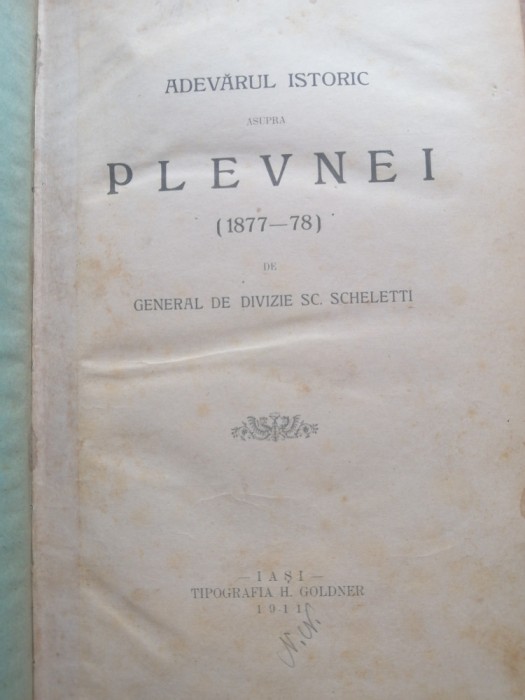 ADEVĂRUL ISTORIC
ASUPRA
PLEVNEI
(1877—78)
DE
GENERAL DE DIVIZIE SC. SCHELETTI
— IAȘI —
TIPOGRAFIA H. GOLDNER
1911
N. N.